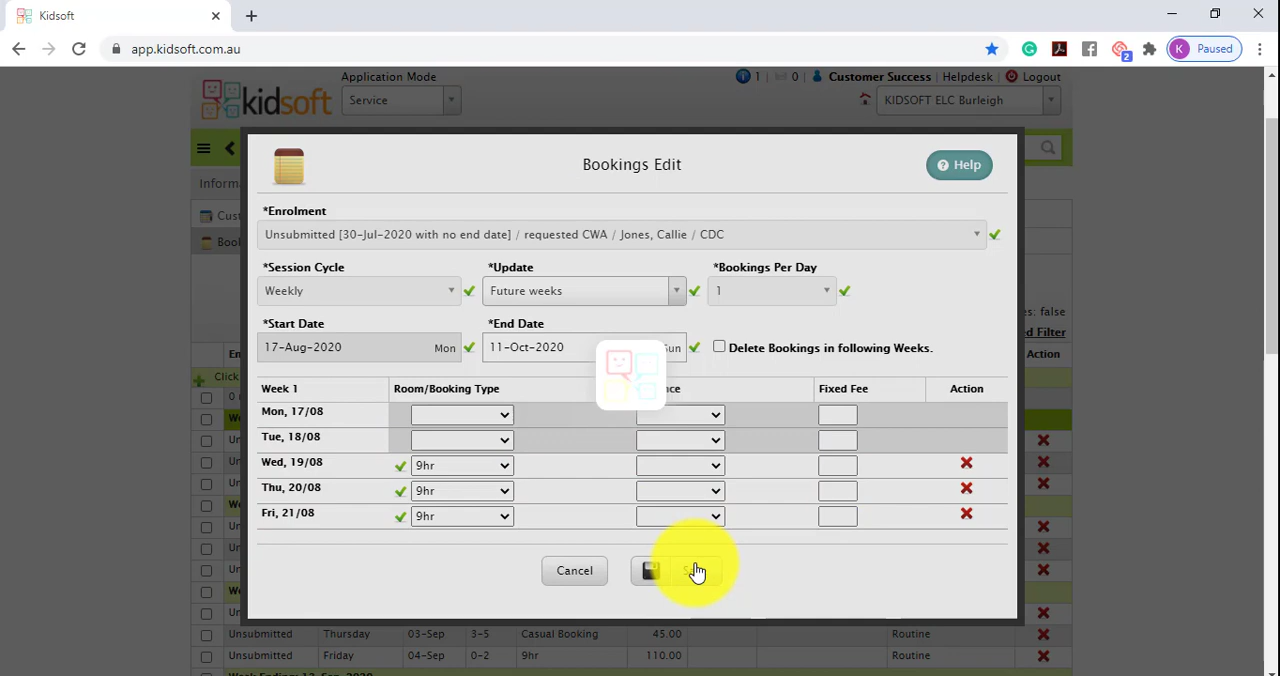 Kidsoft
app.kidsoft.com.au
2
K Paused
Application Mode
1 0 Customer Success | Helpdesk | Logout
kidsoft Service
KIDSOFT ELC Burleigh
Bookings Edit
Help
*Enrolment
Unsubmitted [30-Jul-2020 with no end date] / requested CWA / Jones, Callie / CDC
*Session Cycle *Update *Bookings Per Day
Weekly Future weeks 1
*Start Date *End Date
17-Aug-2020 Mon 11-Oct-2020 Sun Delete Bookings in following Weeks.
es: false
d Filter
Action
Week 1 Room/Booking Type Fixed Fee Action
Mon, 17/08
Tue, 18/08
Wed, 19/08 9hr
Thu, 20/08 9hr
Fri, 21/08 9hr
Cancel
Unsubmitted Thursday 03-Sep 3-5 Casual Booking 45.00 Routine
Unsubmitted Friday 04-Sep 0-2 9hr 110.00 Routine